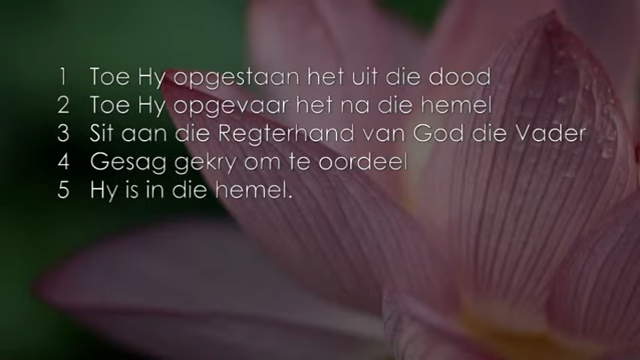 1 Toe Hy opgestaan het uit die dood
2 Toe Hy opgevaar het na die hemel
3 Sit aan die Regterhand van God die Vader
4 Gesag gekry om te oordeel
5 Hy is in die hemel.